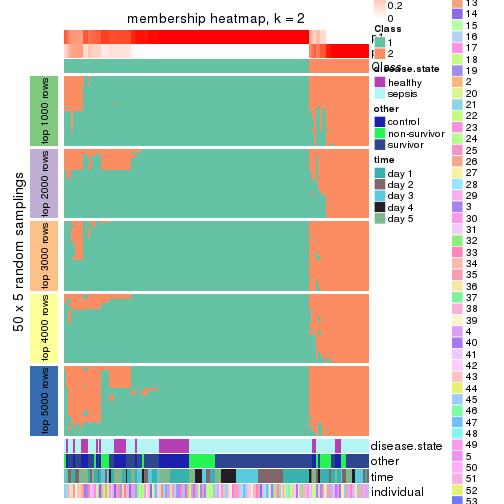 membership heatmap, k = 2
50 x 5 random samplings
top 1000 rows
top 2000 rows
top 3000 rows
top 4000 rows
top 5000 rows
p1
Class
disease.state
other
time
individual
0.2
0
Class
1
2
disease.state
healthy
sepsis
other
control
non-survivor
survivor
time
day 1
day 2
day 3
day 4
day 5
13
14
15
16
17
18
19
2
20
21
22
23
24
25
26
27
28
29
3
30
31
32
33
34
35
36
37
38
39
4
40
41
42
43
44
45
46
47
48
49
5
50
51
52
53